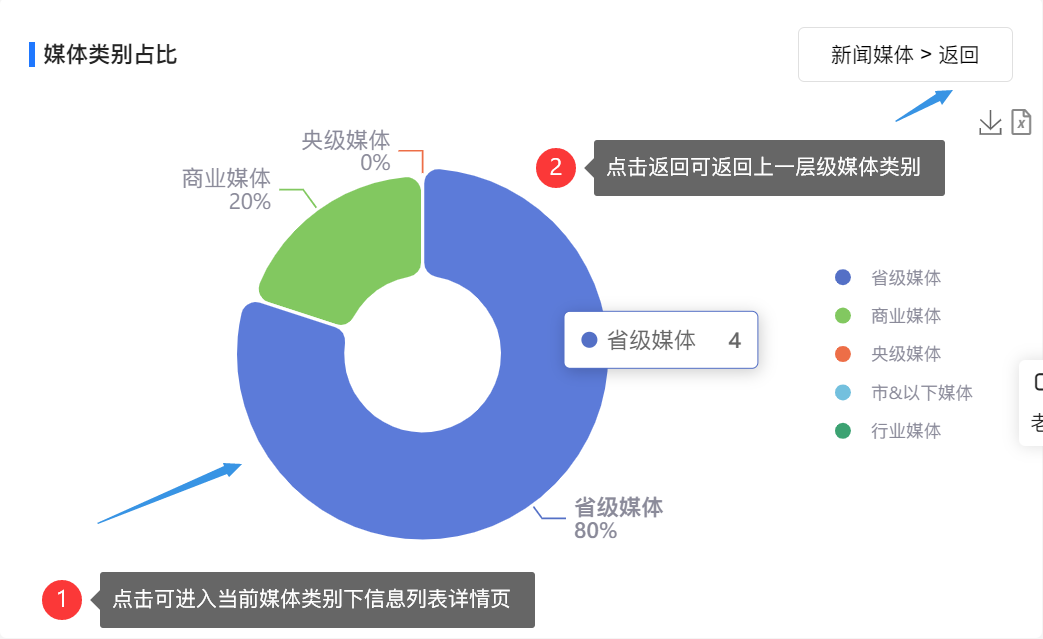 媒体类别占比
新闻媒体 > 返回
央级媒体
0%
商业媒体
20%
2
点击返回可返回上一层级媒体类别
省级媒体
商业媒体
央级媒体
市&以下媒体
行业媒体
省级媒体 4
老
省级媒体
80%
1
点击可进入当前媒体类别下信息列表详情页